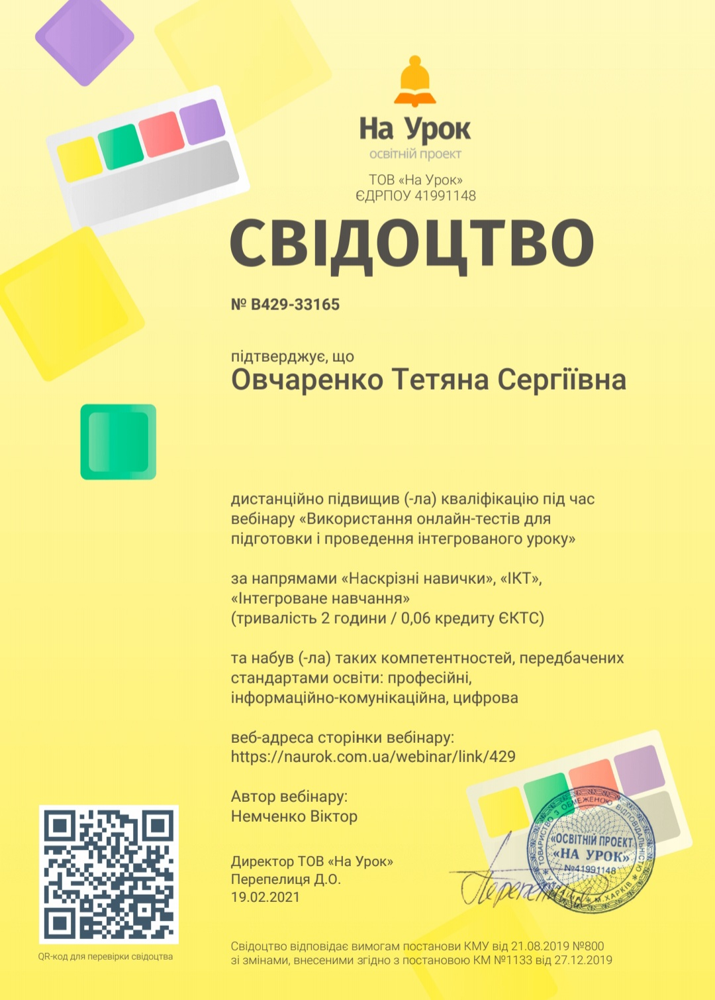 На Урок
освітній проект
ТОВ «На Урок»
ЄДРПОУ 41991148
СВІДОЦТВО
№ В429-33165
підтверджує, що
Овчаренко Тетяна Сергіївна
дистанційно підвищив (-ла) кваліфікацію під час
вебінару «Використання онлайн-тестів для
підготовки і проведення інтегрованого уроку»
за напрямами «Наскрізні навички», «ІКТ»,
«Інтегроване навчання»
(тривалість 2 години / 0,06 кредиту ЄКТС)
та набув (-ла) таких компетентностей, передбачених
стандартами освіти: професійні,
інформаційно-комунікаційна, цифрова
веб-адреса сторінки вебінару:
https://naurok.com.ua/webinar/link/429
Автор вебінару:
Немченко Віктор
Директор ТОВ «На Урок»
Перепелиця Д.О.
19.02.2021
ТОВАРИСТВО З ОБМЕЖЕНОЮ ВІДПОВІДАЛЬНІСТЮ
«ОСВІТНІЙ ПРОЕКТ
«НА УРОК»
№41991148
УКРАЇНА * М.ХАРКІВ *
QR-код для перевірки свідоцтва
Свідоцтво відповідає вимогам постанови КМУ від 21.08.2019 №800
зі змінами, внесеними згідно з постановою КМ №1133 від 27.12.2019